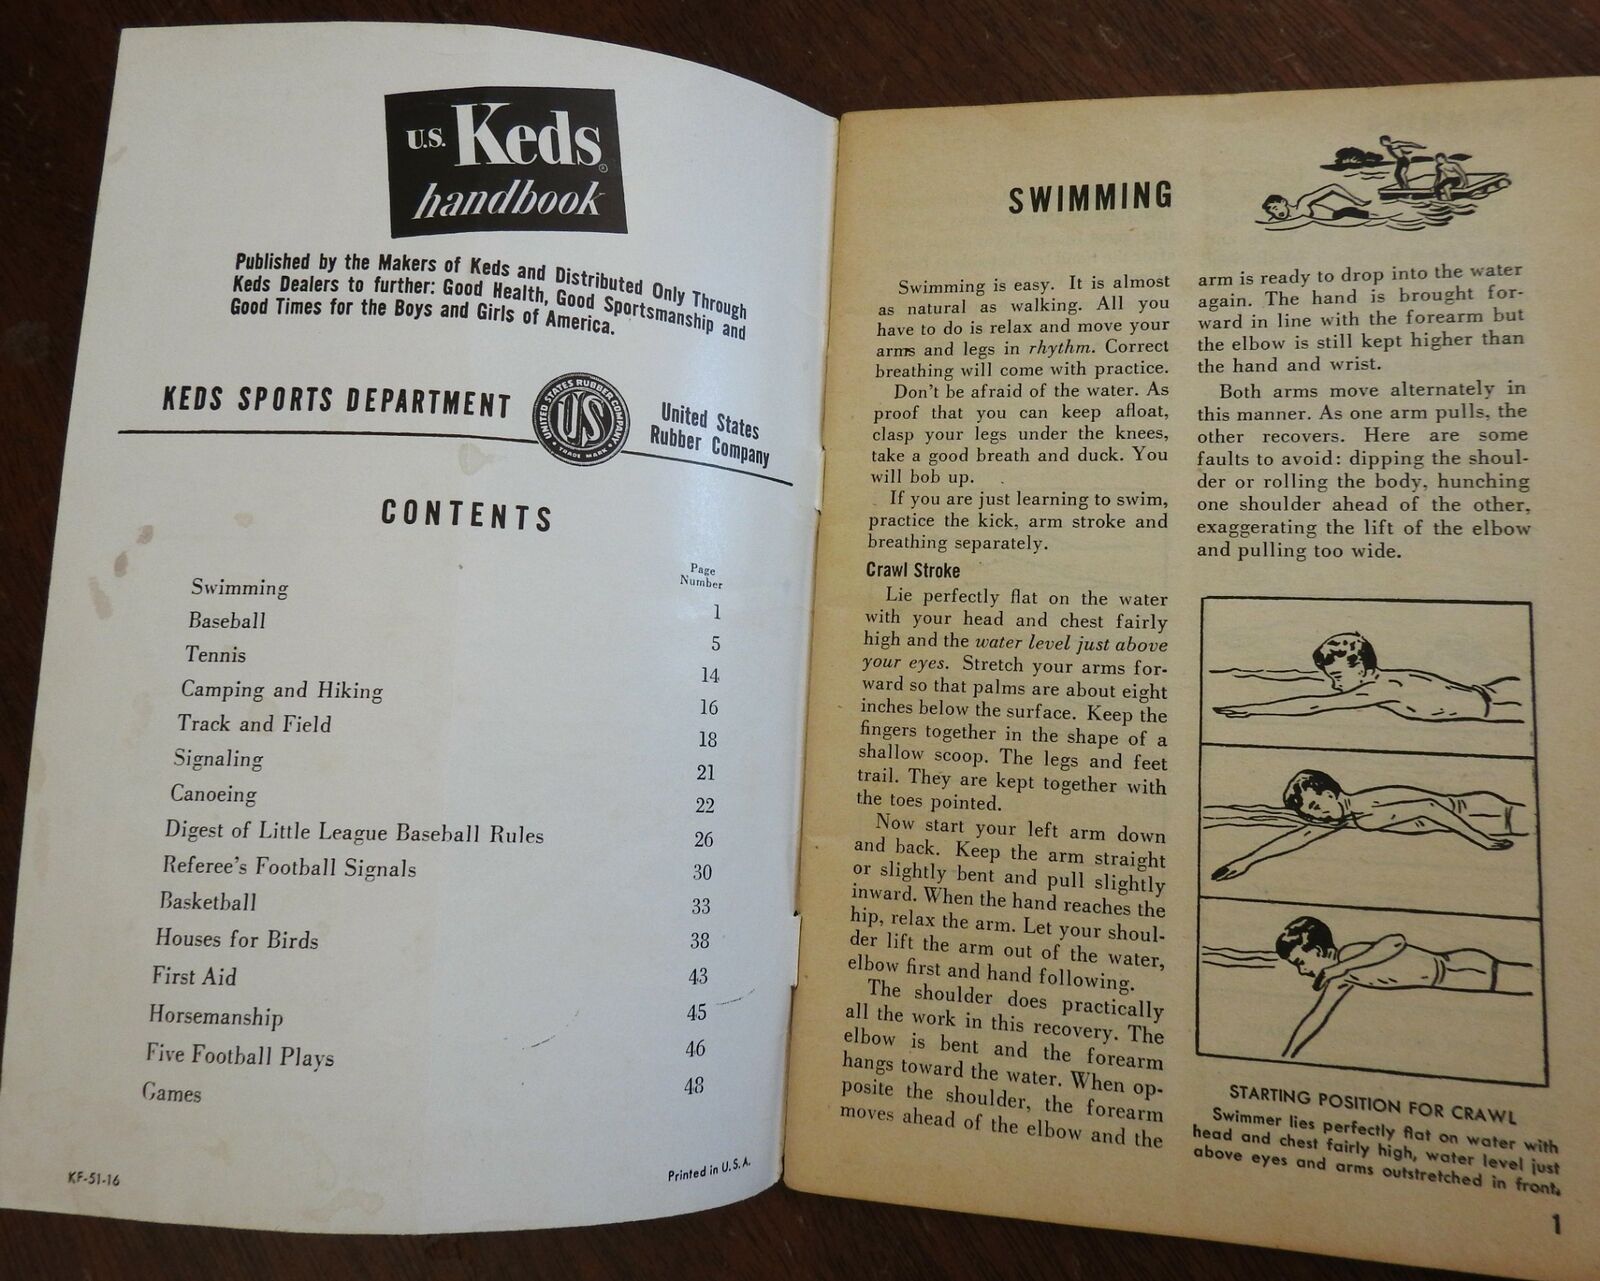 U.S. Keds®
handbook
Published by the Makers of Keds and Distributed Only Through
Keds Dealers to further: Good Health, Good Sportsmanship and
Good Times for the Boys and Girls of America.
KEDS SPORTS DEPARTMENT
UNITED STATES RUBBER COMPANY
US
TRADE MARK
United States
Rubber Company
CONTENTS
Page
Number
Swimming 1
Baseball 5
Tennis 14
Camping and Hiking 16
Track and Field 18
Signaling 21
Canoeing 22
Digest of Little League Baseball Rules 26
Referee's Football Signals 30
Basketball 33
Houses for Birds 38
First Aid 43
Horsemanship 45
Five Football Plays 46
Games 48
KF-51-16
Printed in U.S.A.
SWIMMING
Swimming is easy. It is almost
as natural as walking. All you
have to do is relax and move your
arms and legs in rhythm. Correct
breathing will come with practice.
Don't be afraid of the water. As
proof that you can keep afloat,
clasp your legs under the knees,
take a good breath and duck. You
will bob up.
If you are just learning to swim,
practice the kick, arm stroke and
breathing separately.
Crawl Stroke
Lie perfectly flat on the water
with your head and chest fairly
high and the water level just above
your eyes. Stretch your arms for-
ward so that palms are about eight
inches below the surface. Keep the
fingers together in the shape of a
shallow scoop. The legs and feet
trail. They are kept together with
the toes pointed.
Now start your left arm down
and back. Keep the arm straight
or slightly bent and pull slightly
inward. When the hand reaches the
hip, relax the arm. Let your shoul-
der lift the arm out of the water,
elbow first and hand following.
The shoulder does practically
all the work in this recovery. The
elbow is bent and the forearm
hangs toward the water. When op-
posite the shoulder, the forearm
moves ahead of the elbow and the
arm is ready to drop into the water
again. The hand is brought for-
ward in line with the forearm but
the elbow is still kept higher than
the hand and wrist.
Both arms move alternately in
this manner. As one arm pulls, the
other recovers. Here are some
faults to avoid: dipping the shoul-
der or rolling the body, hunching
one shoulder ahead of the other,
exaggerating the lift of the elbow
and pulling too wide.
STARTING POSITION FOR CRAWL
Swimmer lies perfectly flat on water with
head and chest fairly high, water level just
above eyes and arms outstretched in front.
1